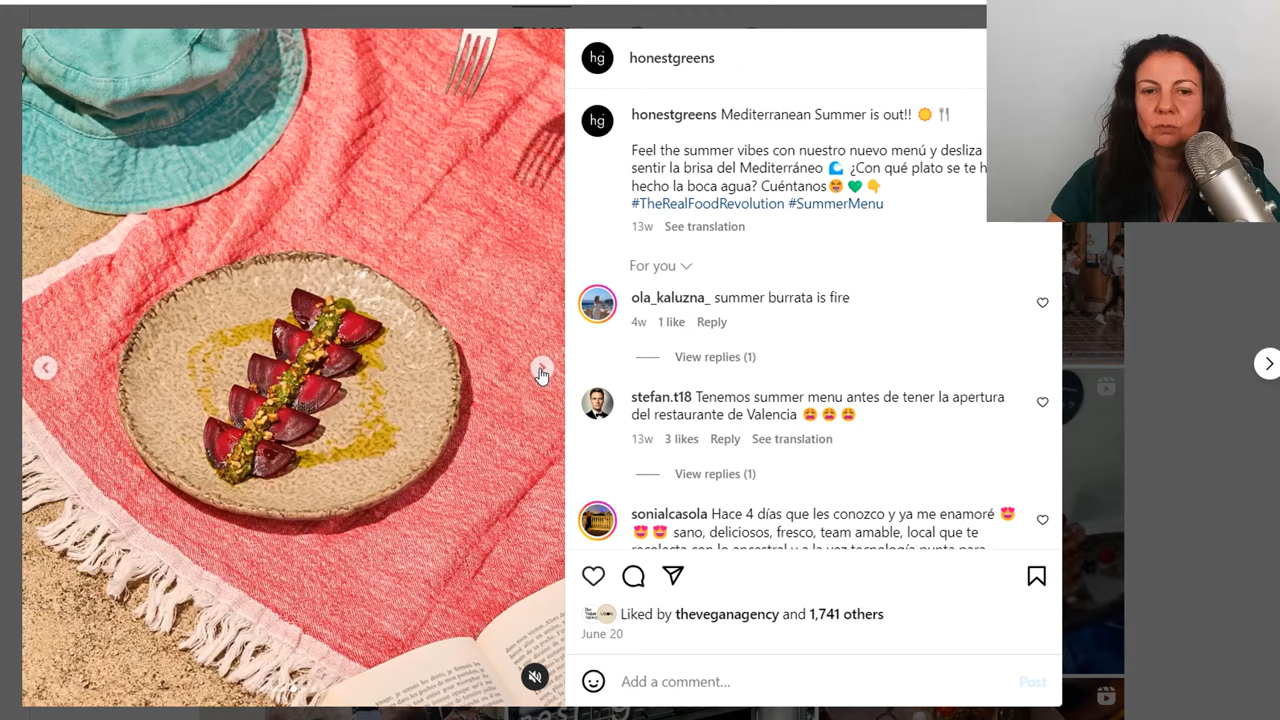 hg
honestgreens
hg
honestgreens Mediterranean Summer is out!! ☀️ 🍴
Feel the summer vibes con nuestro nuevo menú y desliza
sentir la brisa del Mediterráneo 🌊 ¿Con qué plato se te h
hecho la boca agua? Cuéntanos😝 💚 👇
#TheRealFoodRevolution #SummerMenu
13w See translation
For you
ola_kaluzna_ summer burrata is fire
4w 1 like Reply
View replies (1)
stefan.t18 Tenemos summer menu antes de tener la apertura
del restaurante de Valencia 😩 😩 😩
13w 3 likes Reply See translation
View replies (1)
sonialcasola Hace 4 días que les conozco y ya me enamoré 😍
😍 😍 sano, deliciosos, fresco, team amable, local que te
Liked by theveganagency and 1,741 others
June 20
Add a comment...
Post